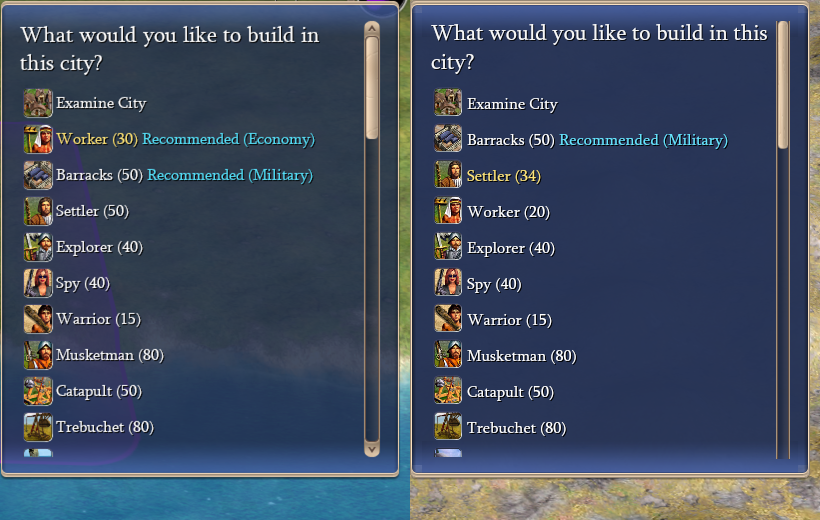 What would you like to build in
this city?
Examine City
Worker (30) Recommended (Economy)
Barracks (50) Recommended (Military)
Settler (50)
Explorer (40)
Spy (40)
Warrior (15)
Musketman (80)
Catapult (50)
Trebuchet (80)
What would you like to build in this
city?
Examine City
Barracks (50) Recommended (Military)
Settler (34)
Worker (20)
Explorer (40)
Spy (40)
Warrior (15)
Musketman (80)
Catapult (50)
Trebuchet (80)